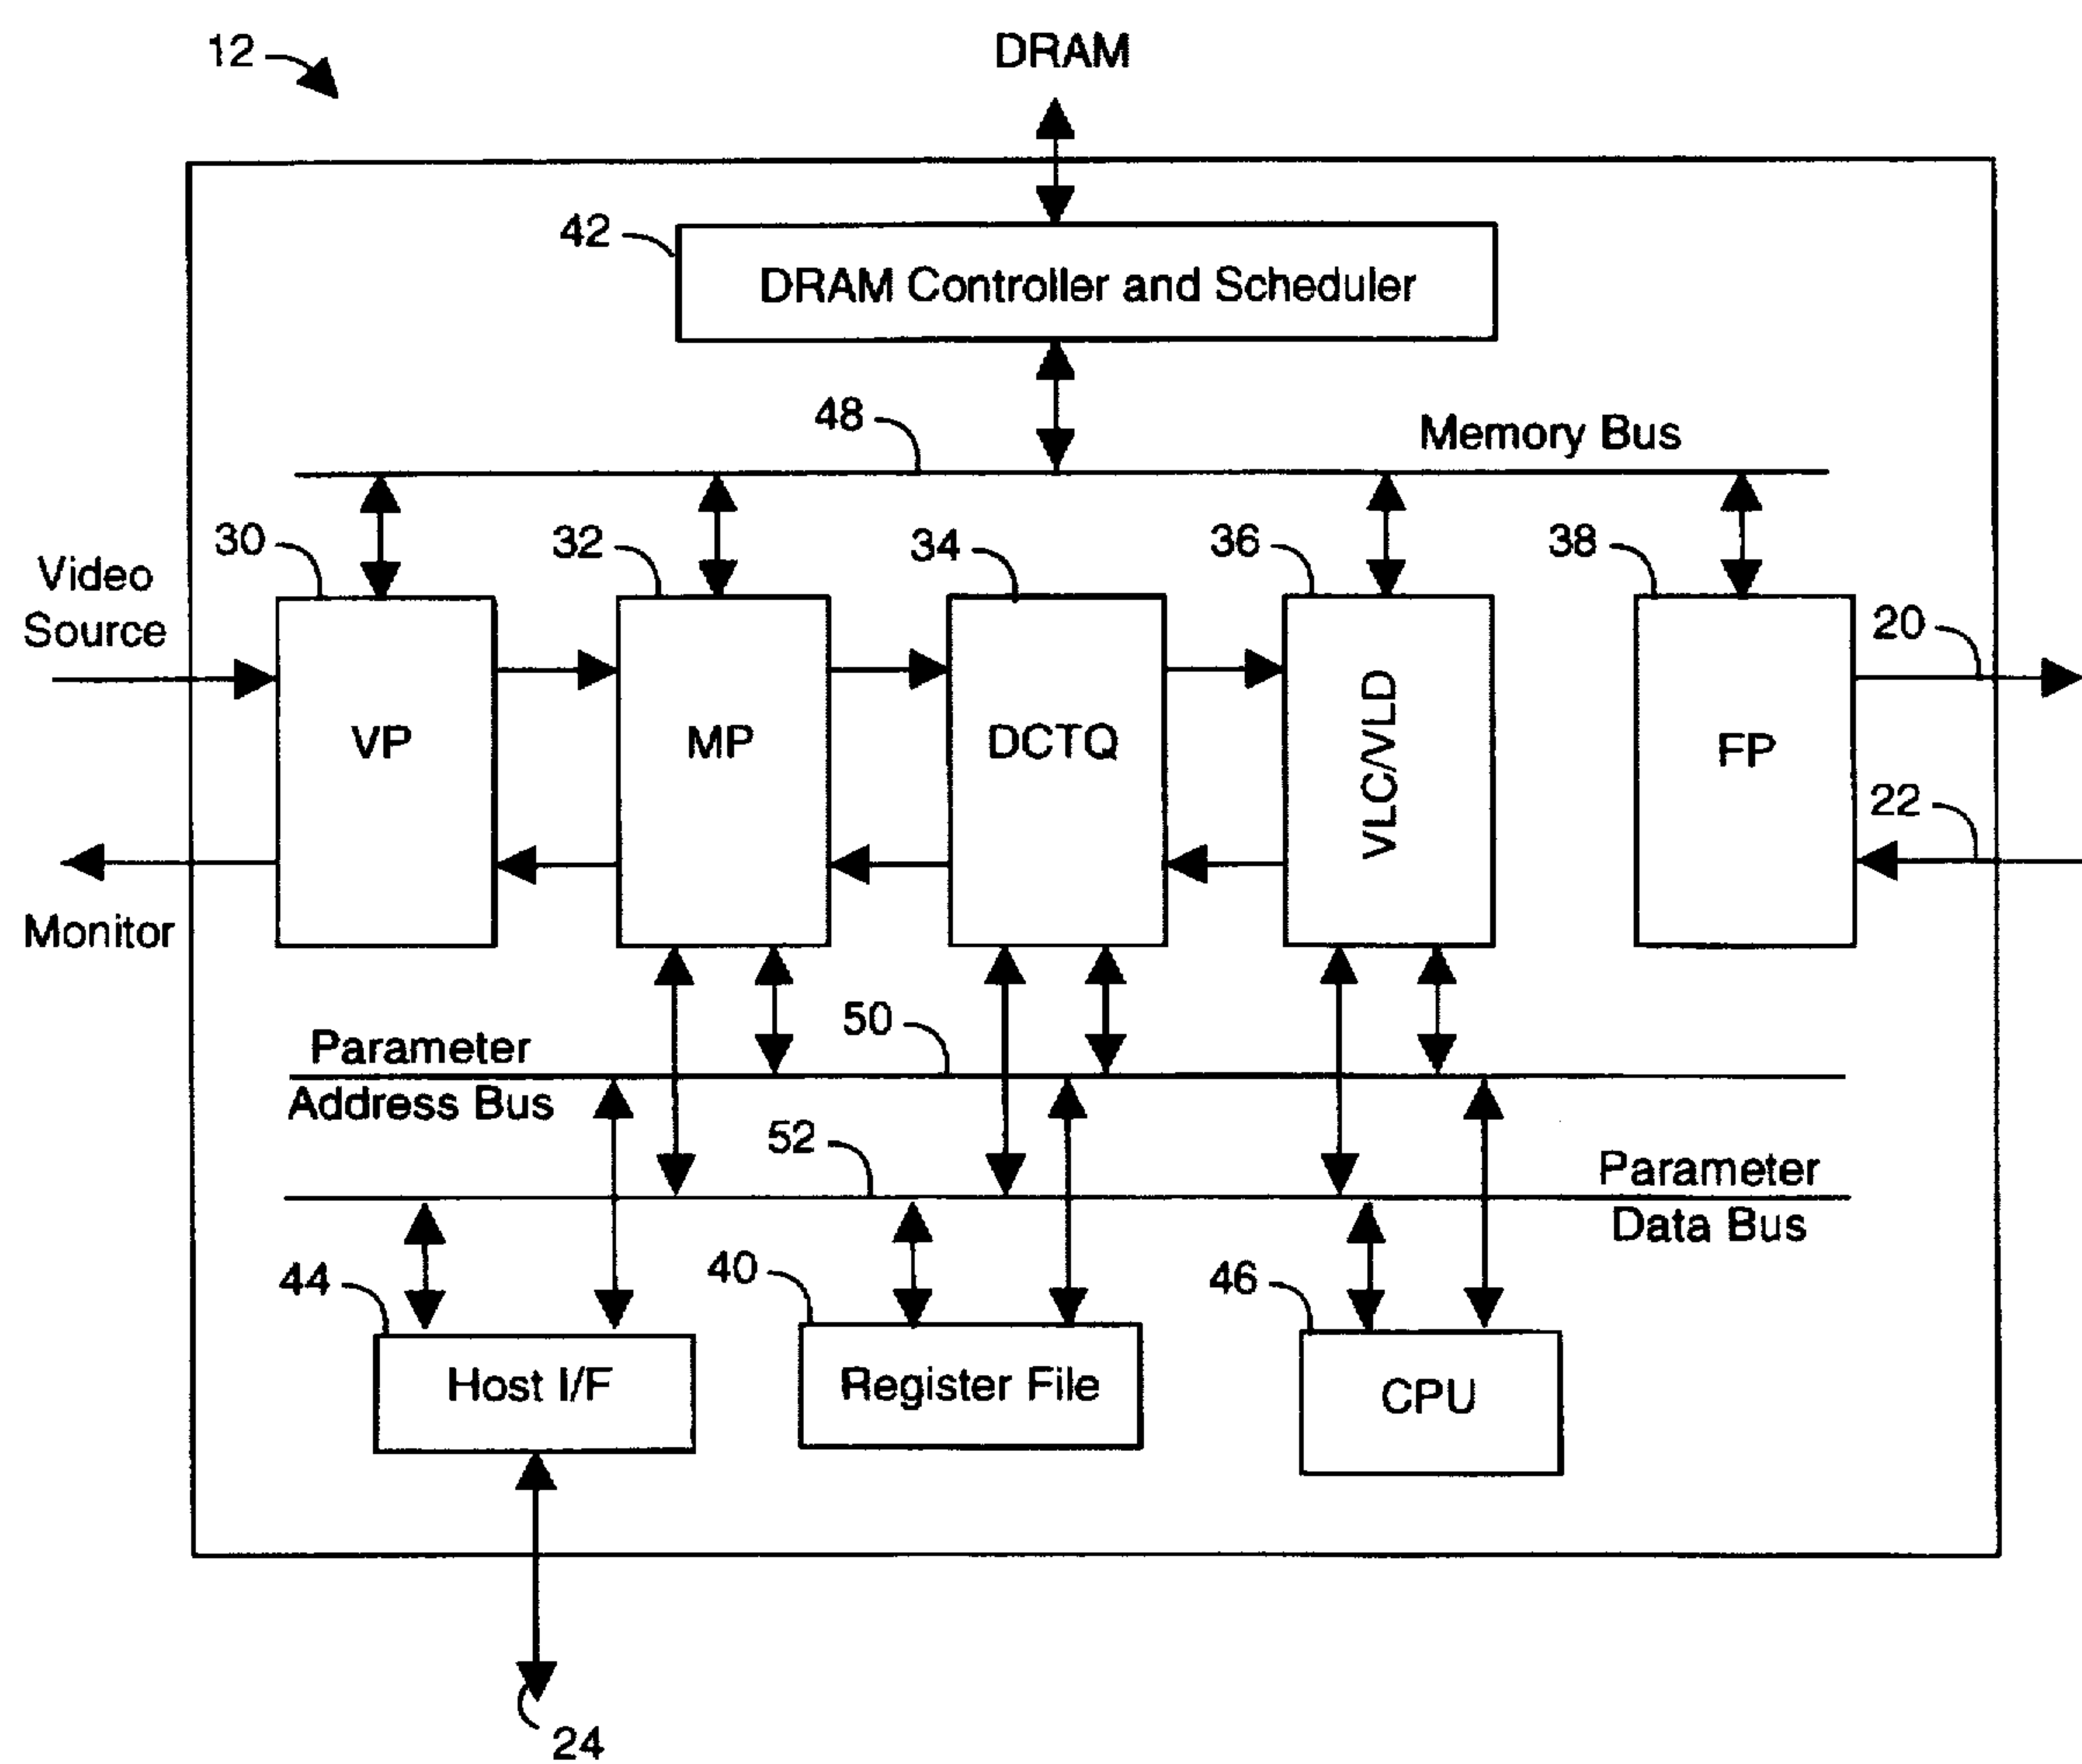 12
DRAM
42
DRAM Controller and Scheduler
48
Memory Bus
30
32
34
36
38
Video
Source
20
VP
MP
DCTQ
VLC/VLD
FP
22
Monitor
50
Parameter
Address Bus
52
Parameter
Data Bus
44
40
46
Host I/F
Register File
CPU
24